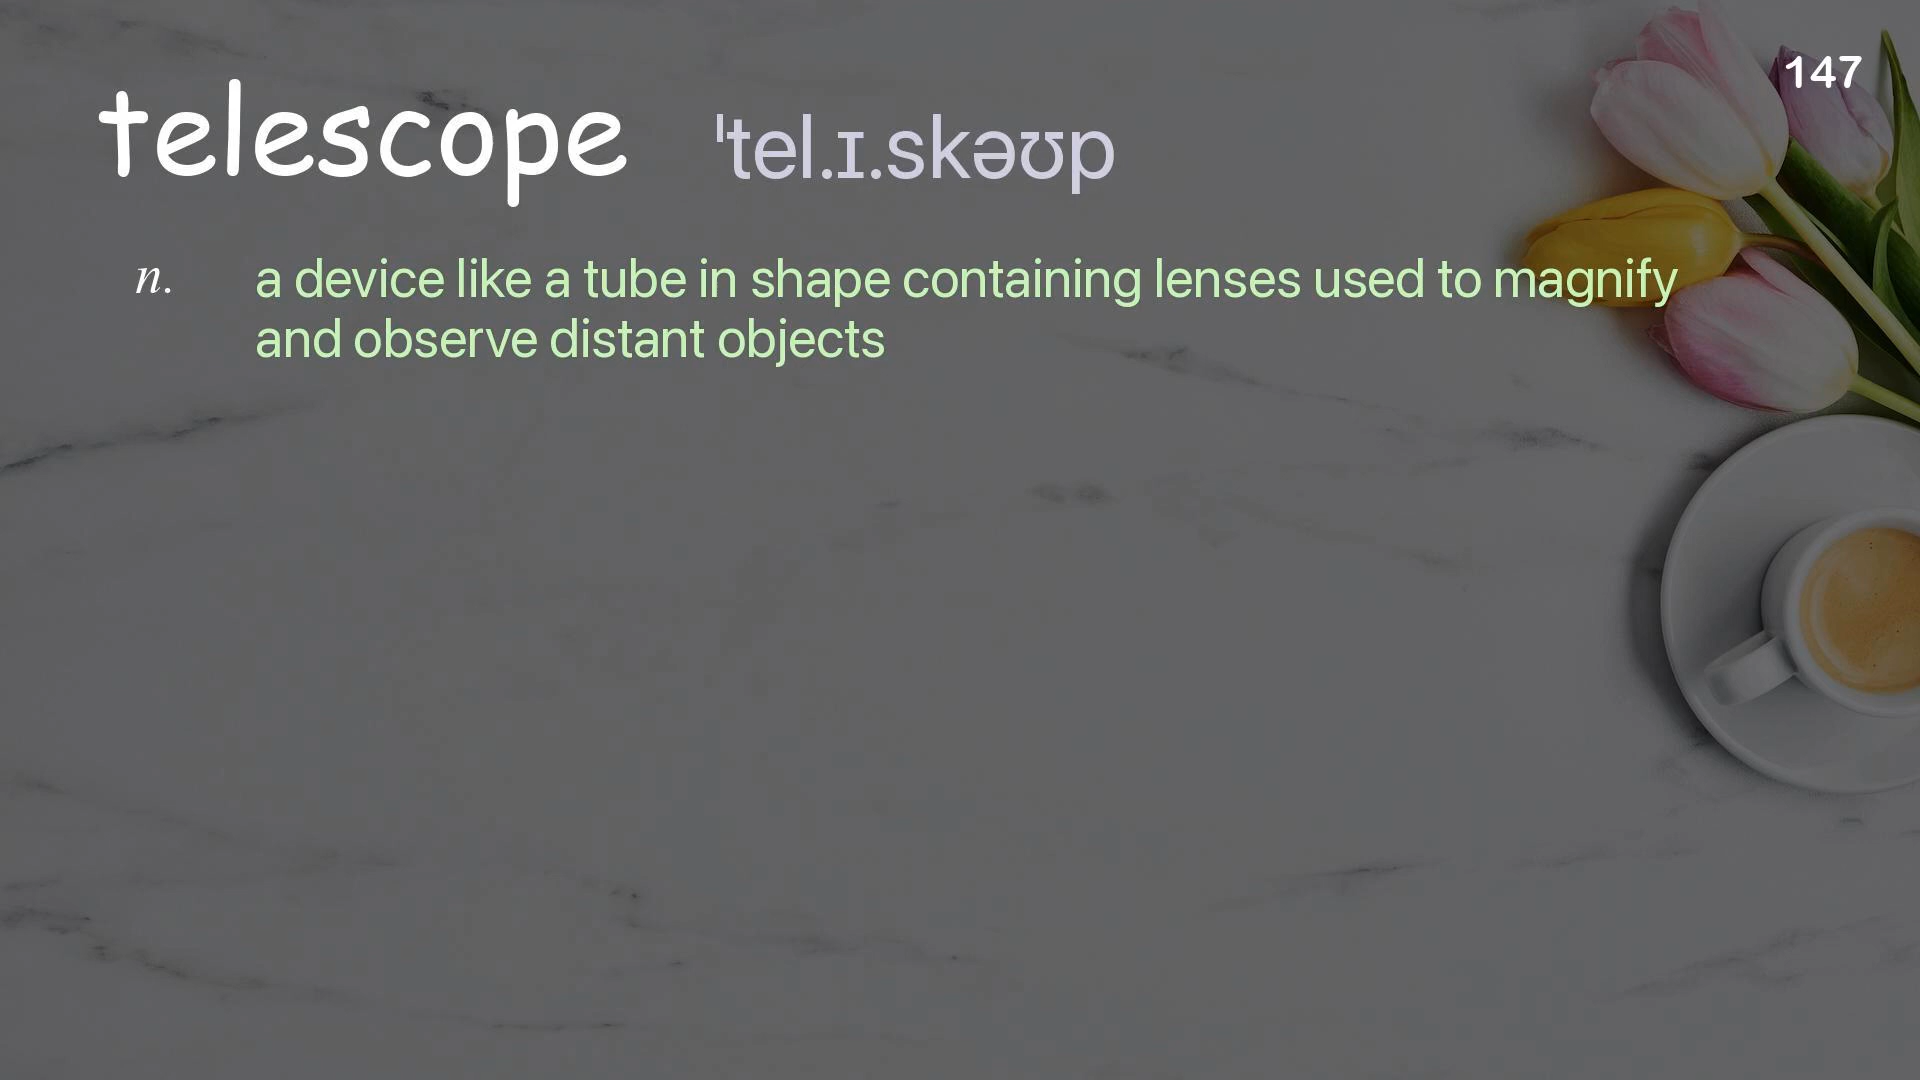 147
telescope ˈtel.ɪ.skəʊp
n. a device like a tube in shape containing lenses used to magnify
and observe distant objects